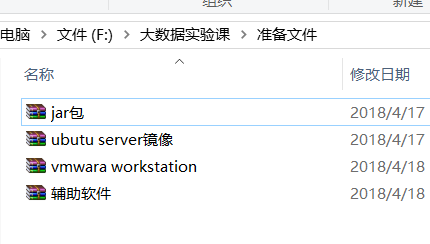 组织
新建
电脑 > 文件 (F:) > 大数据实验课 > 准备文件
名称 修改日期
jar包 2018/4/17
ubutu server镜像 2018/4/17
vmwara workstation 2018/4/18
辅助软件 2018/4/18